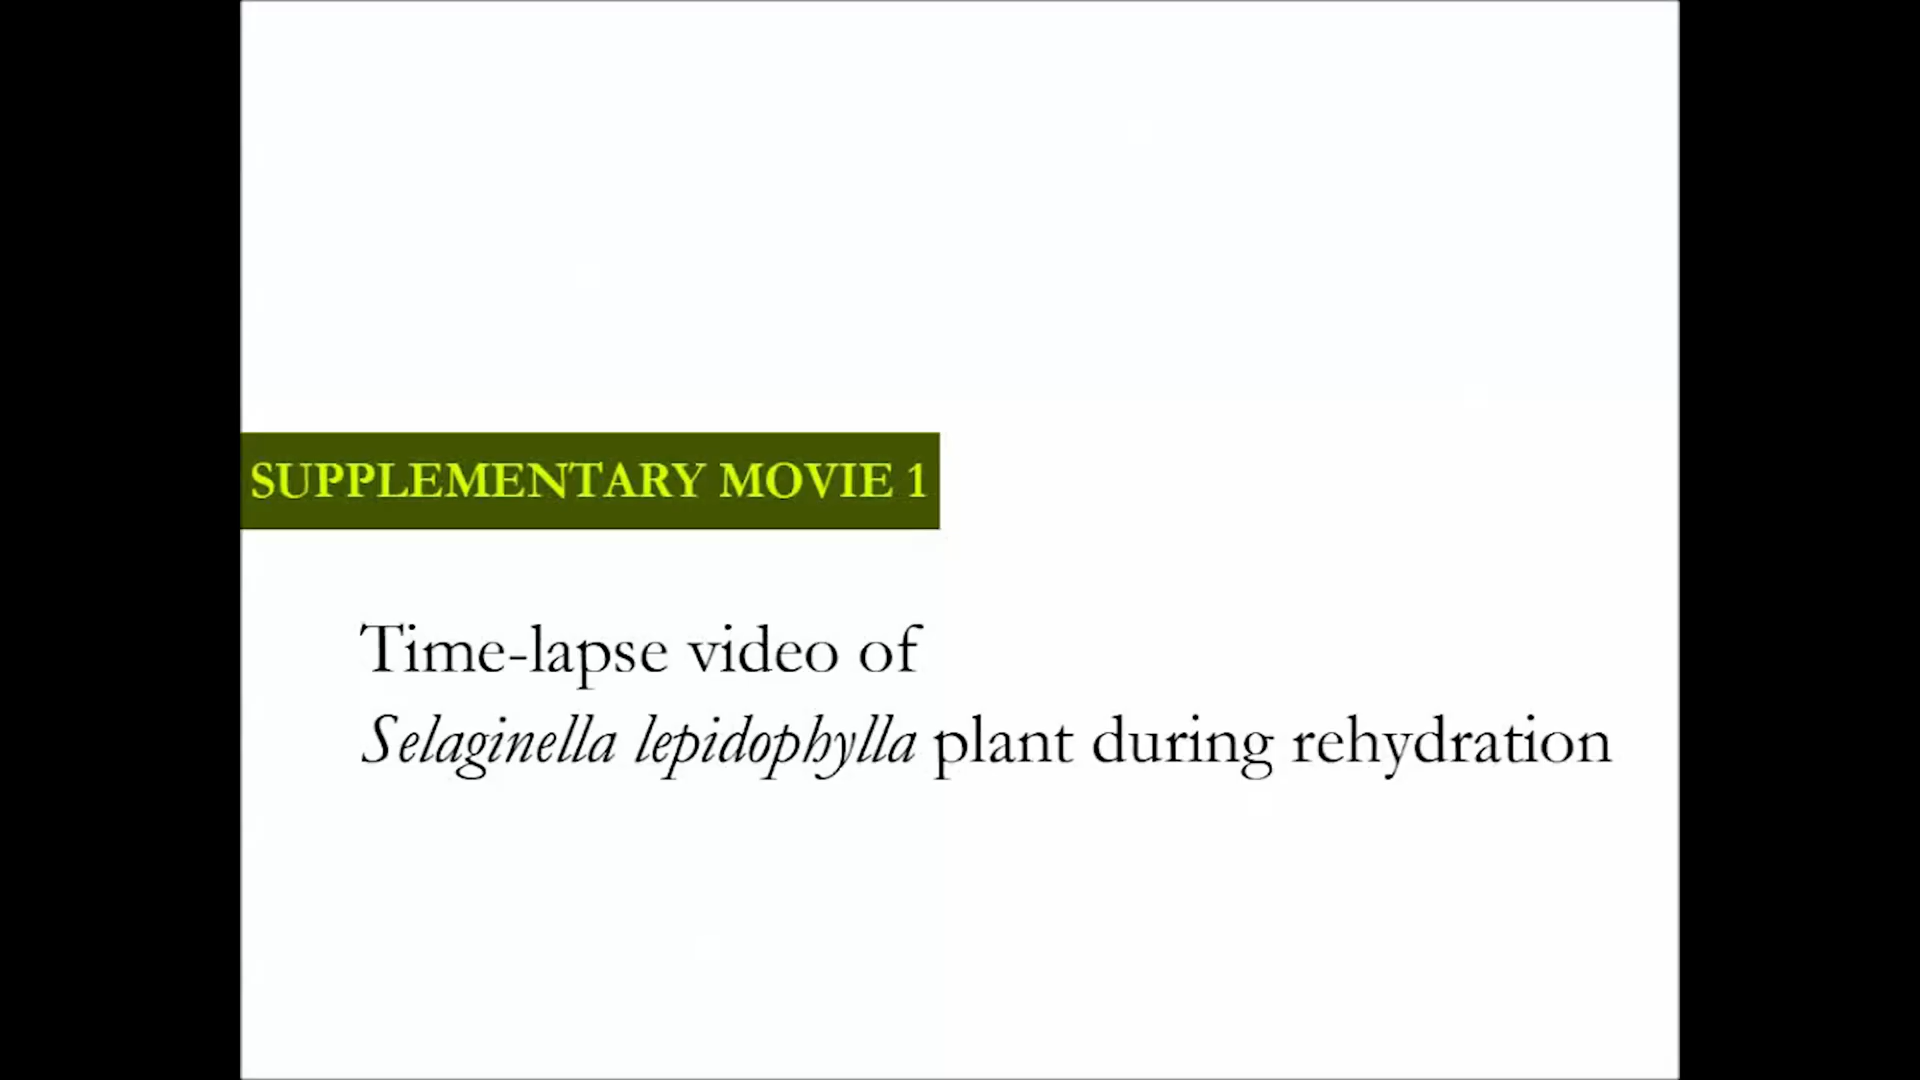 SUPPLEMENTARY MOVIE 1
Time-lapse video of
Selaginella lepidophylla plant during rehydration